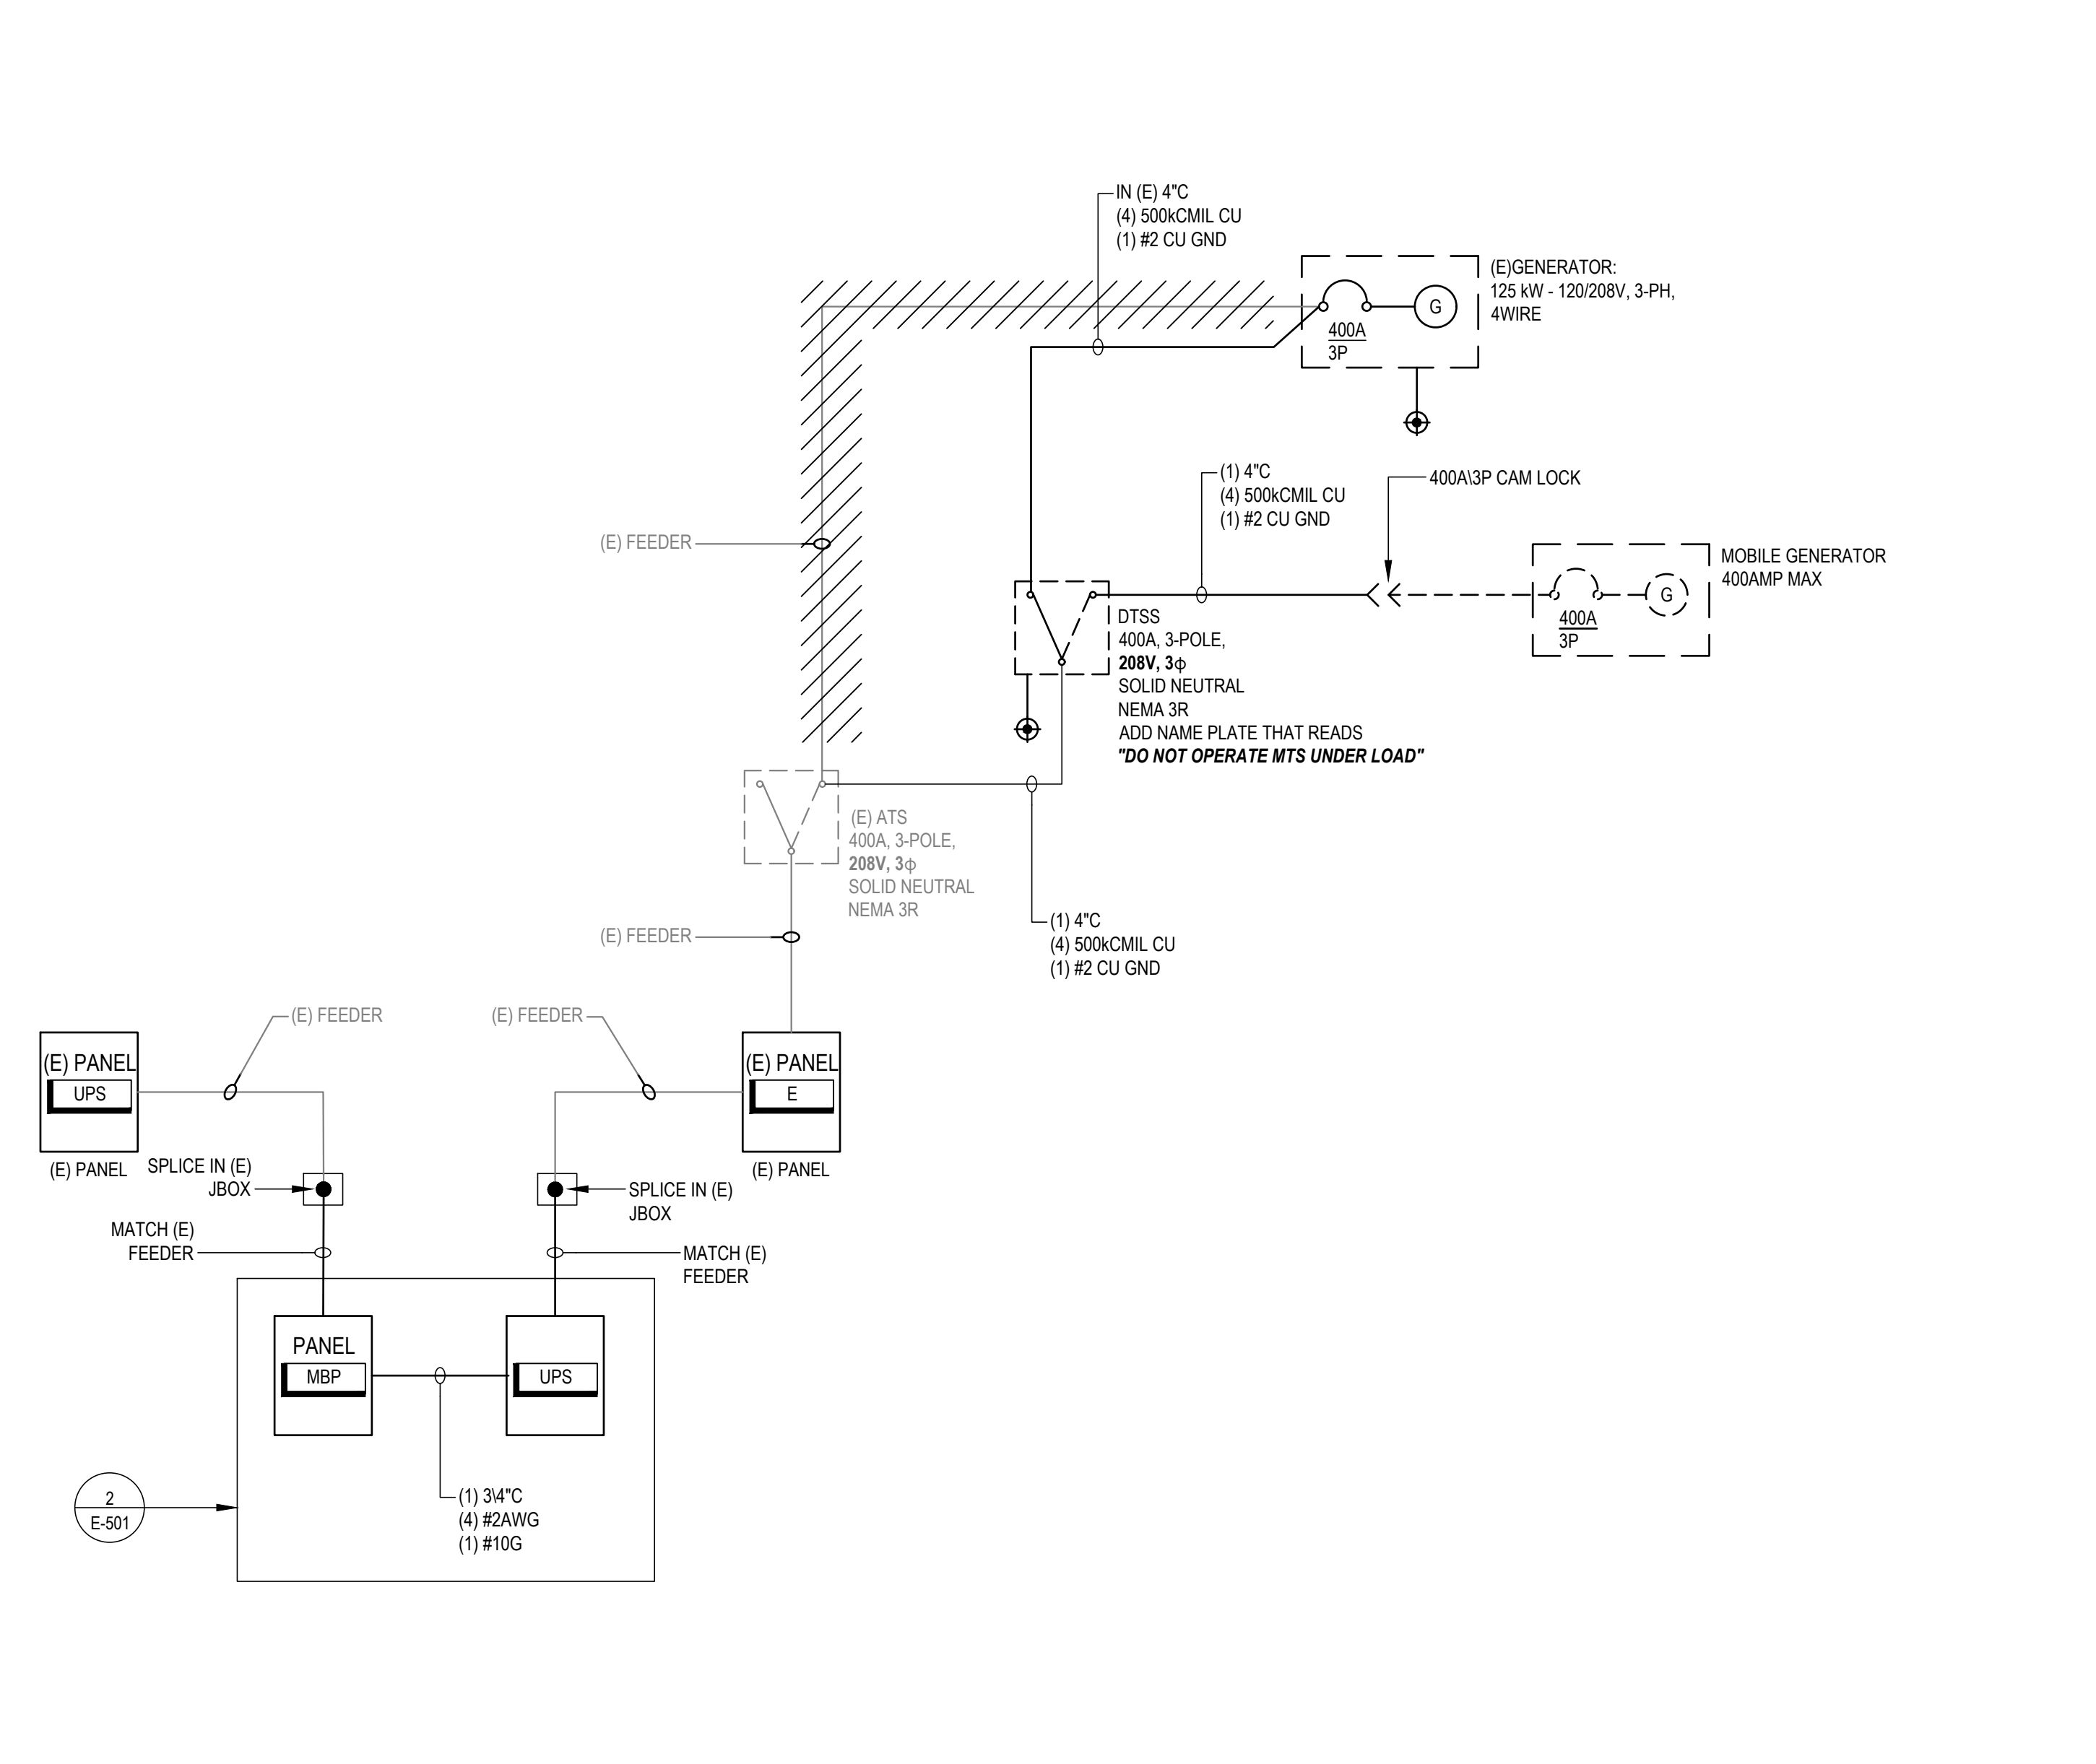 IN (E) 4"C
(4) 500kCMIL CU
(1) #2 CU GND
(E)GENERATOR:
125 kW - 120/208V, 3-PH,
4WIRE
G
400A
3P
(1) 4"C
(4) 500kCMIL CU
(1) #2 CU GND
400A\3P CAM LOCK
(E) FEEDER
MOBILE GENERATOR
400AMP MAX
G
400A
3P
DTSS
400A, 3-POLE,
208V, 3ϕ
SOLID NEUTRAL
NEMA 3R
ADD NAME PLATE THAT READS
"DO NOT OPERATE MTS UNDER LOAD"
(E) ATS
400A, 3-POLE,
208V, 3ϕ
SOLID NEUTRAL
NEMA 3R
(1) 4"C
(4) 500kCMIL CU
(1) #2 CU GND
(E) FEEDER
(E) FEEDER
(E) FEEDER
(E) PANEL
UPS
(E) PANEL
(E) PANEL
E
(E) PANEL
SPLICE IN (E)
JBOX
SPLICE IN (E)
JBOX
MATCH (E)
FEEDER
MATCH (E)
FEEDER
PANEL
MBP
UPS
(1) 3\4"C
(4) #2AWG
(1) #10G
2
E-501